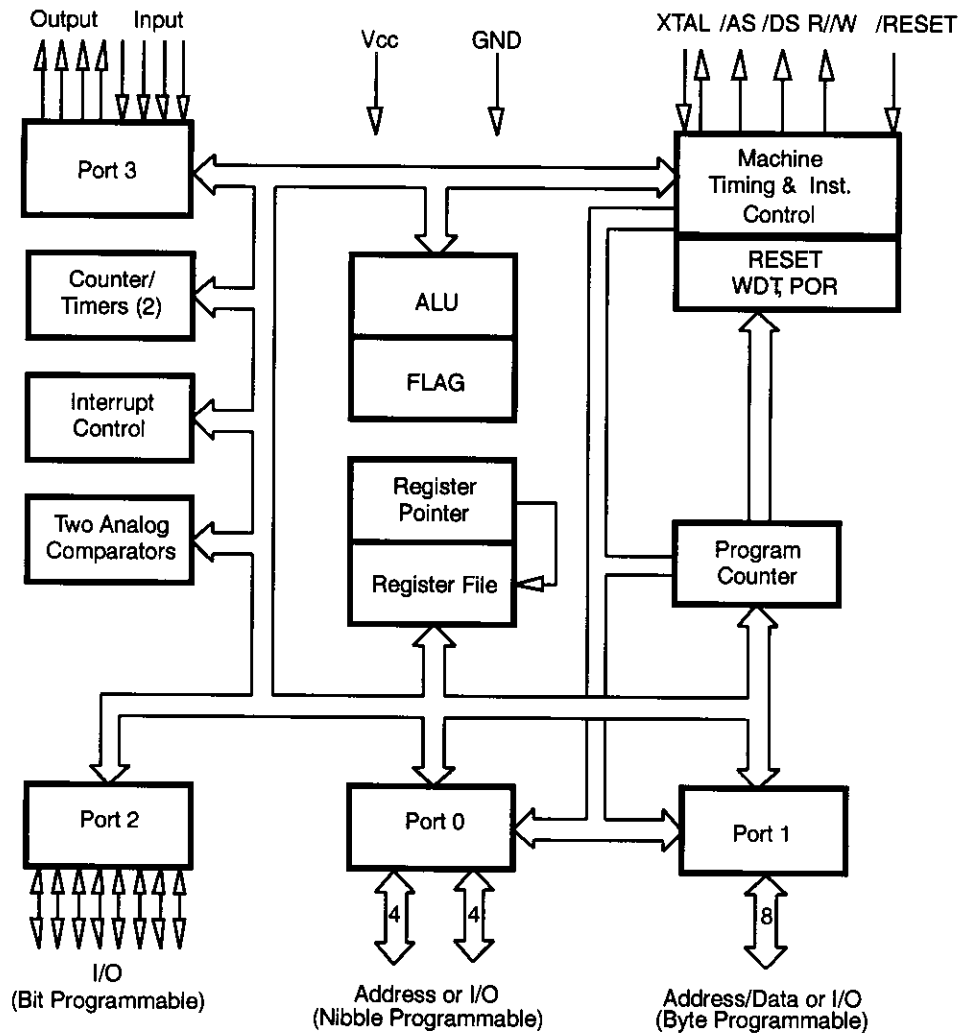 Output Input
Vcc GND
XTAL /AS /DS R//W /RESET
Port 3
Machine
Timing & Inst.
Control
RESET
WDT, POR
Counter/
Timers (2)
ALU
FLAG
Interrupt
Control
Register
Pointer
Register File
Two Analog
Comparators
Program
Counter
Port 2
Port 0
Port 1
4 4
8
I/O
(Bit Programmable)
Address or I/O
(Nibble Programmable)
Address/Data or I/O
(Byte Programmable)